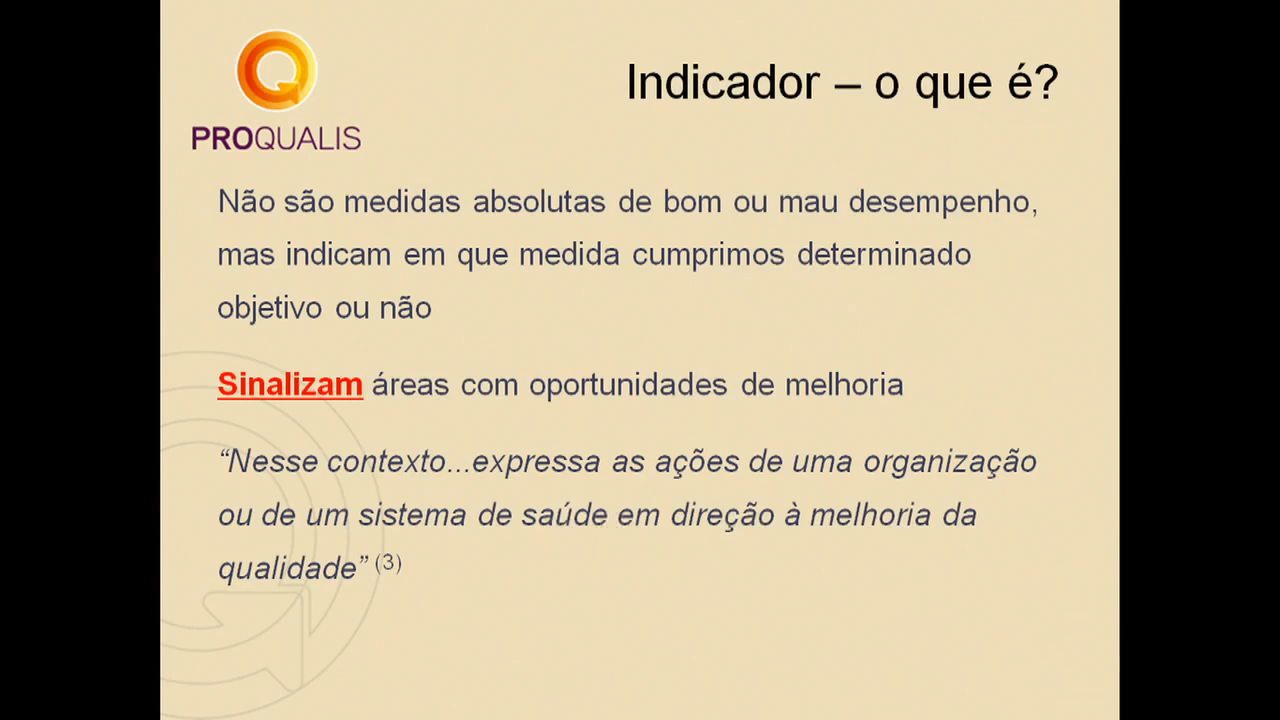 PROQUALIS
Indicador – o que é?
Não são medidas absolutas de bom ou mau desempenho,
mas indicam em que medida cumprimos determinado
objetivo ou não
Sinalizam áreas com oportunidades de melhoria
“Nesse contexto...expressa as ações de uma organização
ou de um sistema de saúde em direção à melhoria da
qualidade” (3)